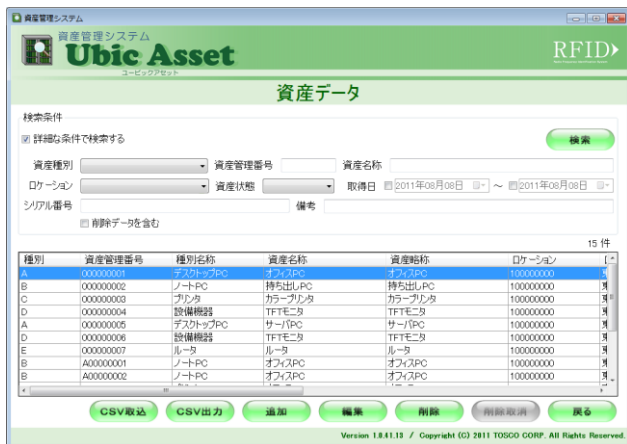 資産管理システム
資産管理システム
Ubic Asset
ユービックアセット
RFID
資産データ
検索条件
詳細な条件で検索する
検索
資産種別 資産管理番号 資産名称
ロケーション 資産状態 取得日 2011年08月08日 ～ 2011年08月08日
シリアル番号 備考
削除データを含む
15 件
種別 資産管理番号 種別名称 資産名称 資産略称 ロケーション
A 000000001 デスクトップPC オフィスPC オフィスPC 100000000
B 000000002 ノートPC 持ち出しPC 持ち出しPC 100000000
C 000000003 プリンタ カラープリンタ カラープリンタ 100000000
D 000000004 設備機器 TFTモニタ TFTモニタ 100000000
A 000000005 デスクトップPC サーバPC サーバPC 100000000
D 000000006 設備機器 TFTモニタ TFTモニタ 100000000
E 000000007 ルータ ルータ ルータ 100000000
B A00000001 ノートPC オフィスPC オフィスPC 100000000
B A00000002 ノートPC オフィスPC オフィスPC 100000000
CSV取込 CSV出力 追加 編集 削除 削除取消 戻る
Version 1.0.41.13 / Copyright (C) 2011 TOSCO CORP. All Rights Reserved.